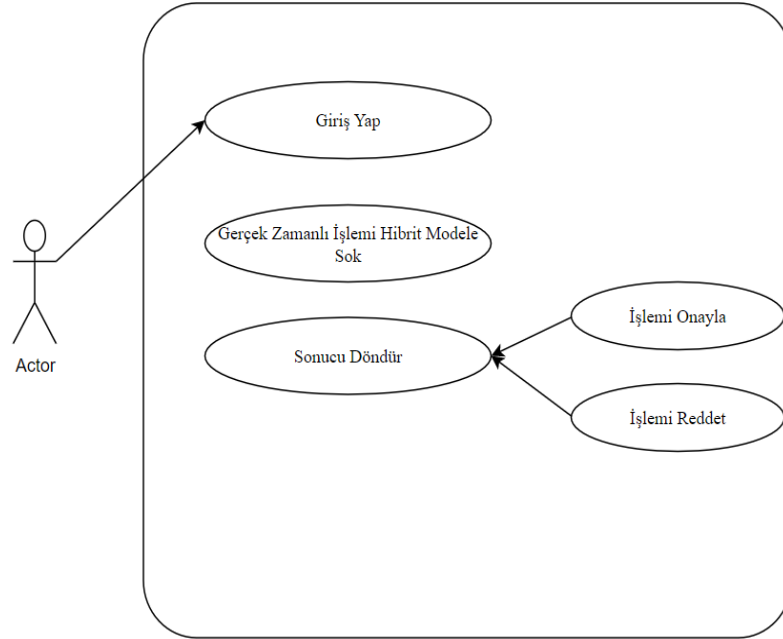 Giriş Yap
Gerçek Zamanlı İşlemi Hibrit Modele
Sok
Sonucu Döndür
İşlemi Onayla
İşlemi Reddet
Actor